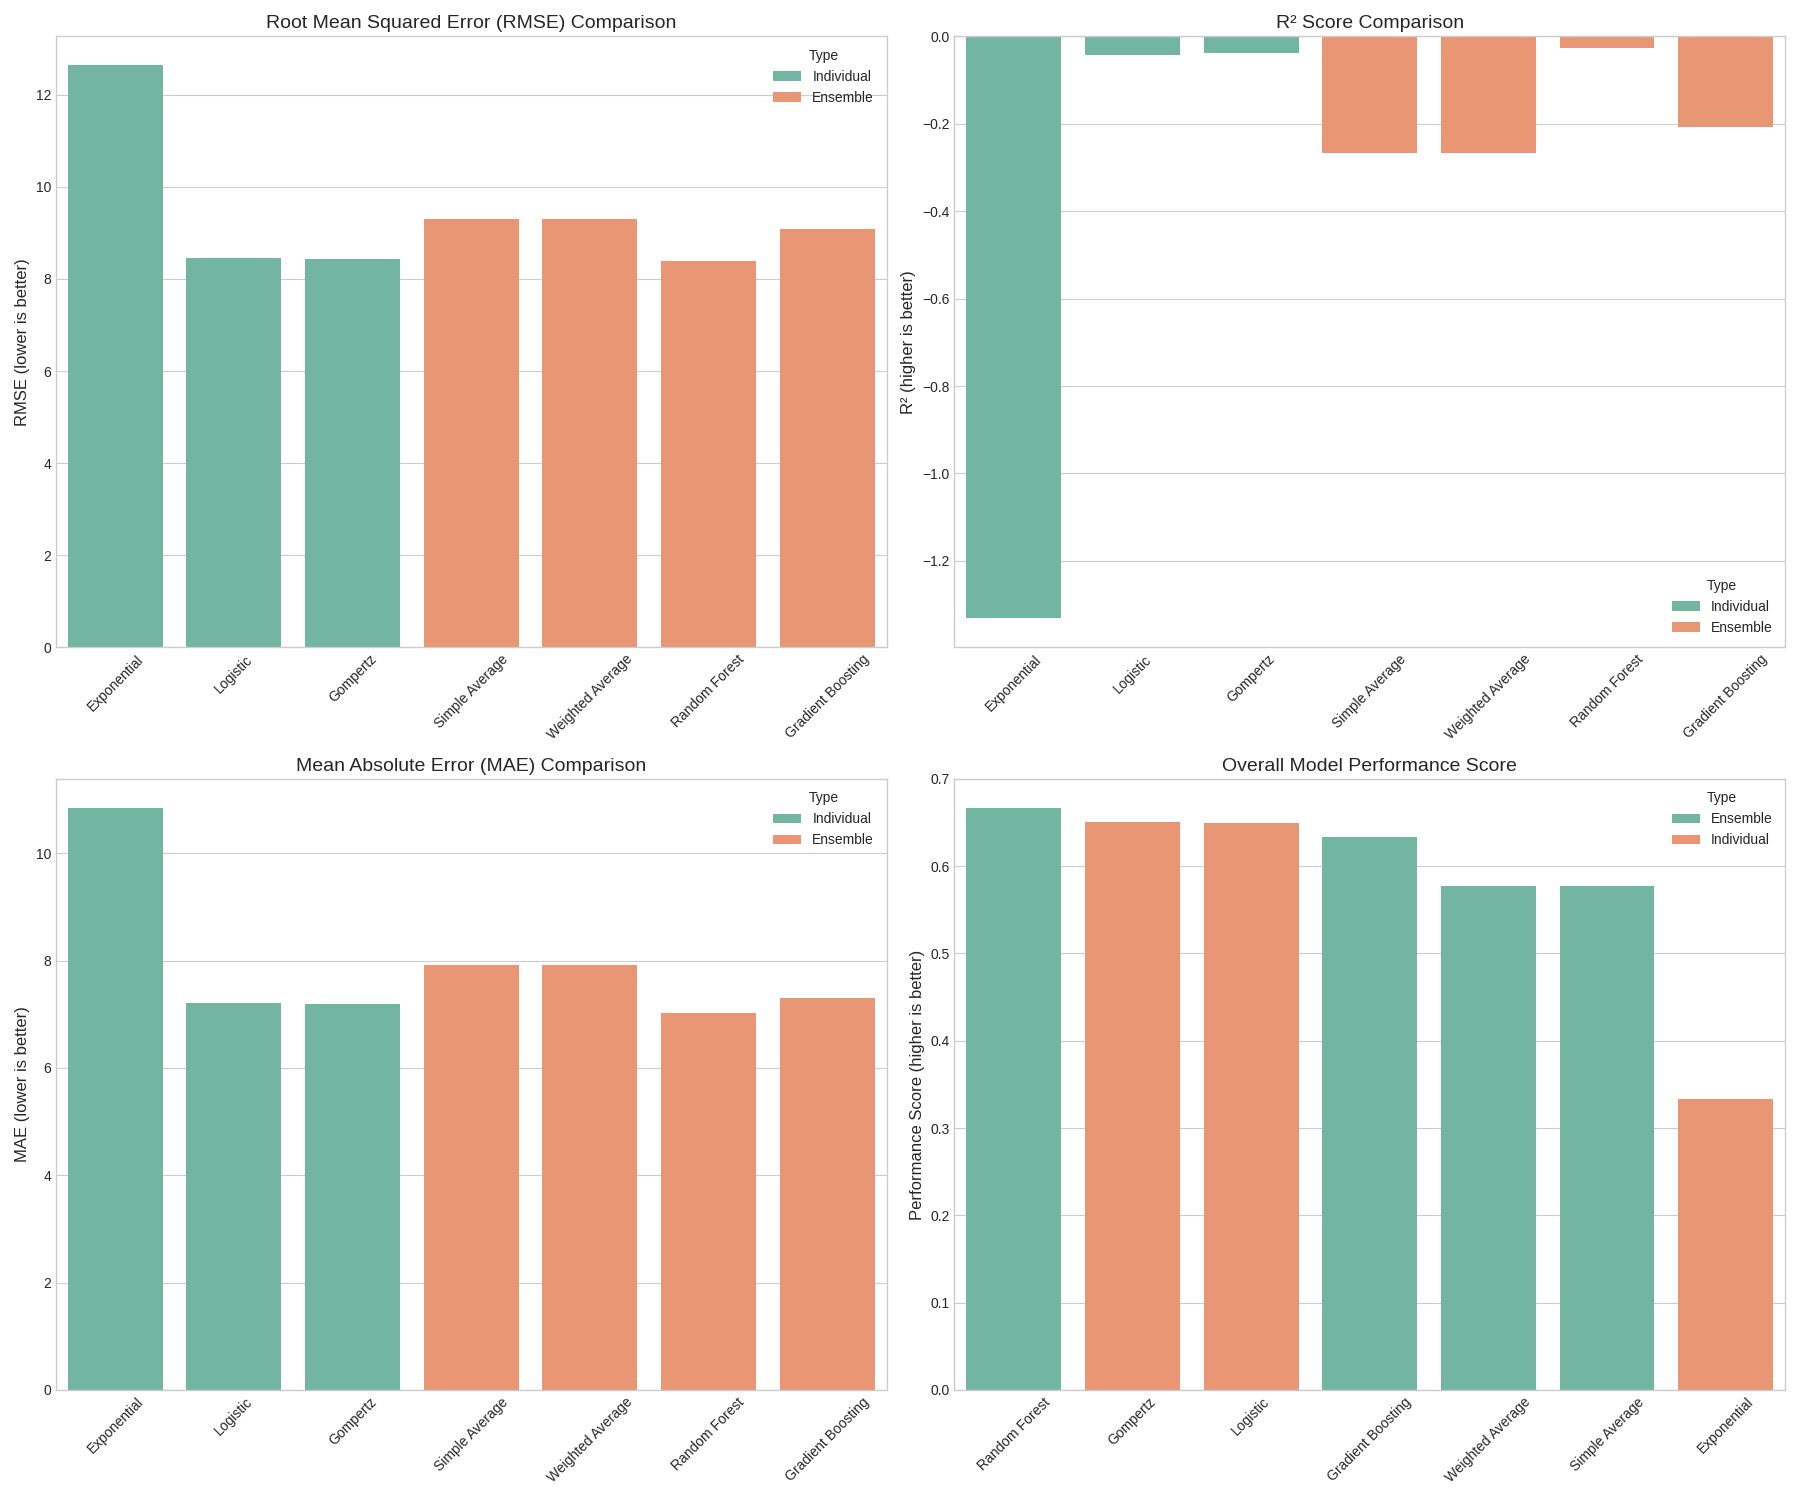 Root Mean Squared Error (RMSE) Comparison
RMSE (lower is better)
12
10
8
6
4
2
0
Type
Individual
Ensemble
Exponential
Logistic
Gompertz
Simple Average
Weighted Average
Random Forest
Gradient Boosting
R² Score Comparison
R² (higher is better)
0.0
−0.2
−0.4
−0.6
−0.8
−1.0
−1.2
Type
Individual
Ensemble
Exponential
Logistic
Gompertz
Simple Average
Weighted Average
Random Forest
Gradient Boosting
Mean Absolute Error (MAE) Comparison
MAE (lower is better)
10
8
6
4
2
0
Type
Individual
Ensemble
Exponential
Logistic
Gompertz
Simple Average
Weighted Average
Random Forest
Gradient Boosting
Overall Model Performance Score
Performance Score (higher is better)
0.7
0.6
0.5
0.4
0.3
0.2
0.1
0.0
Type
Ensemble
Individual
Random Forest
Gompertz
Logistic
Gradient Boosting
Weighted Average
Simple Average
Exponential